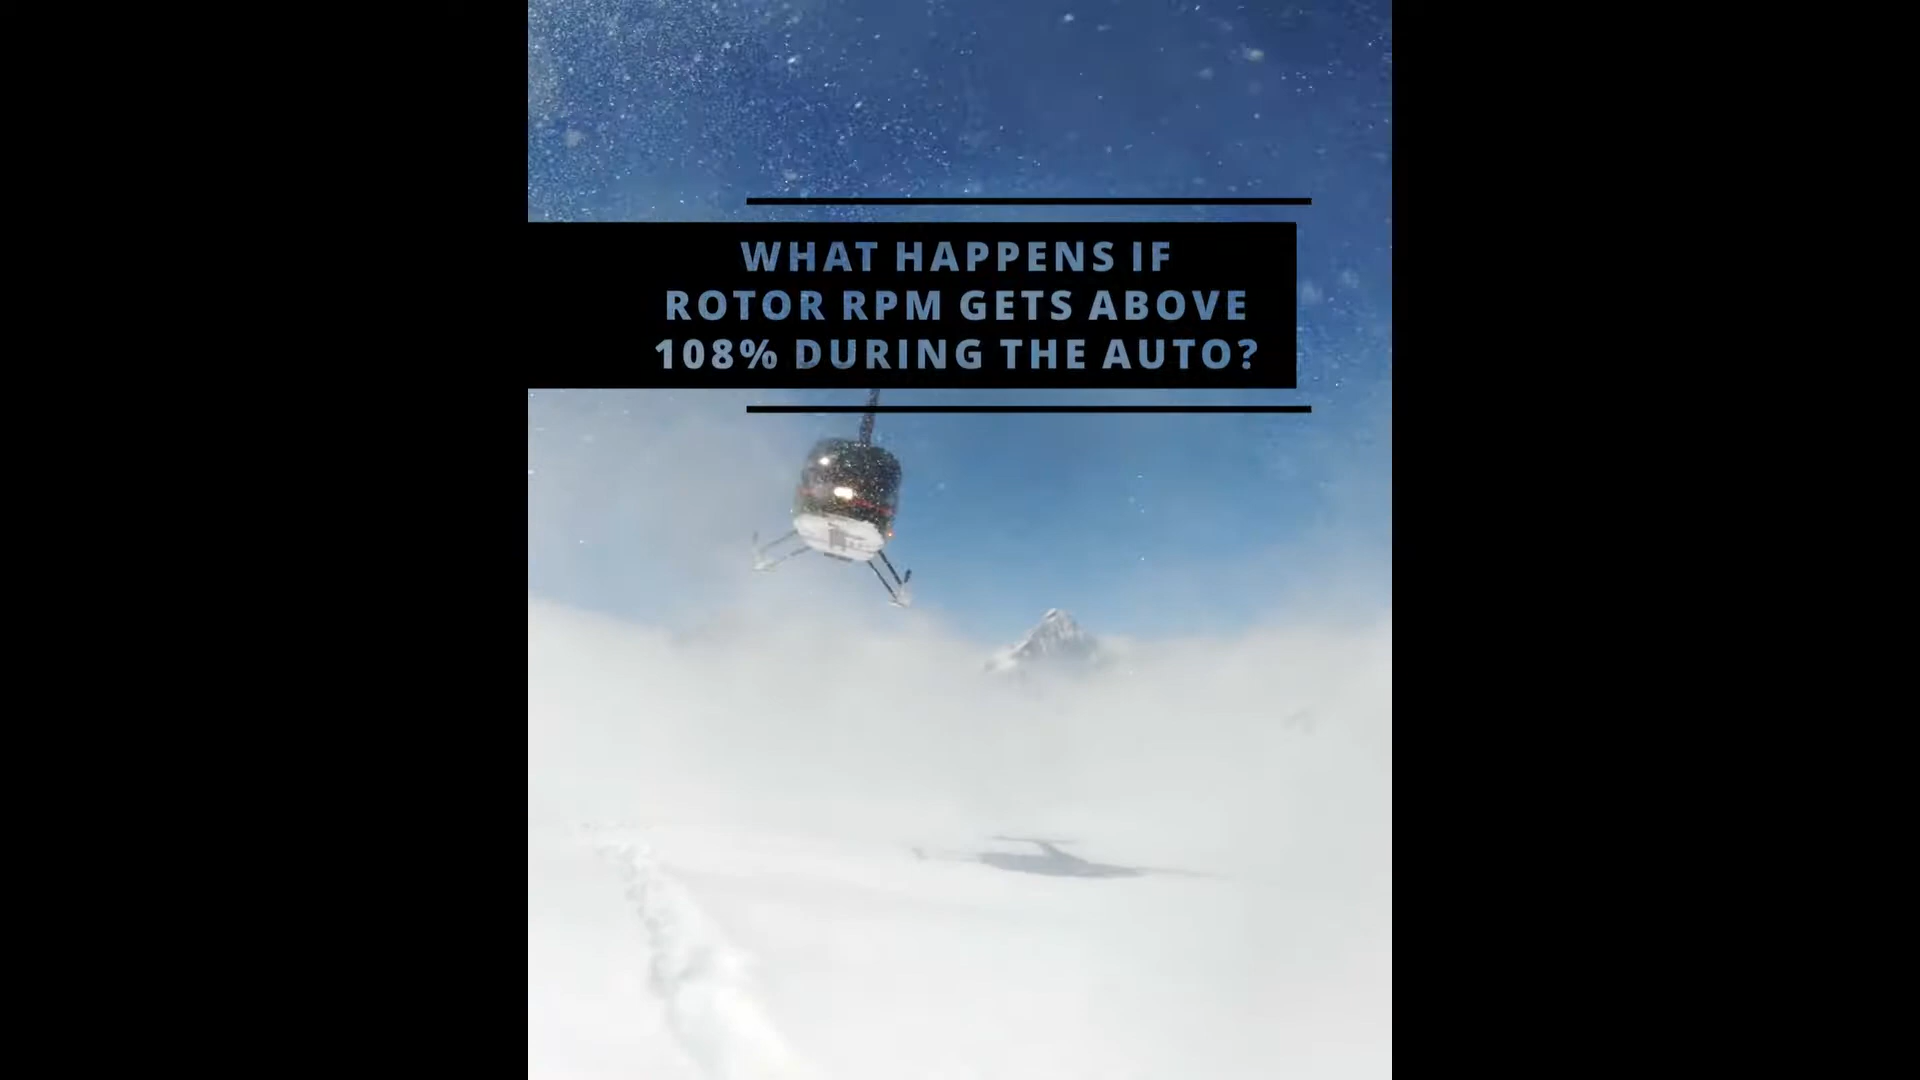 WHAT HAPPENS IF
ROTOR RPM GETS ABOVE
108% DURING THE AUTO?